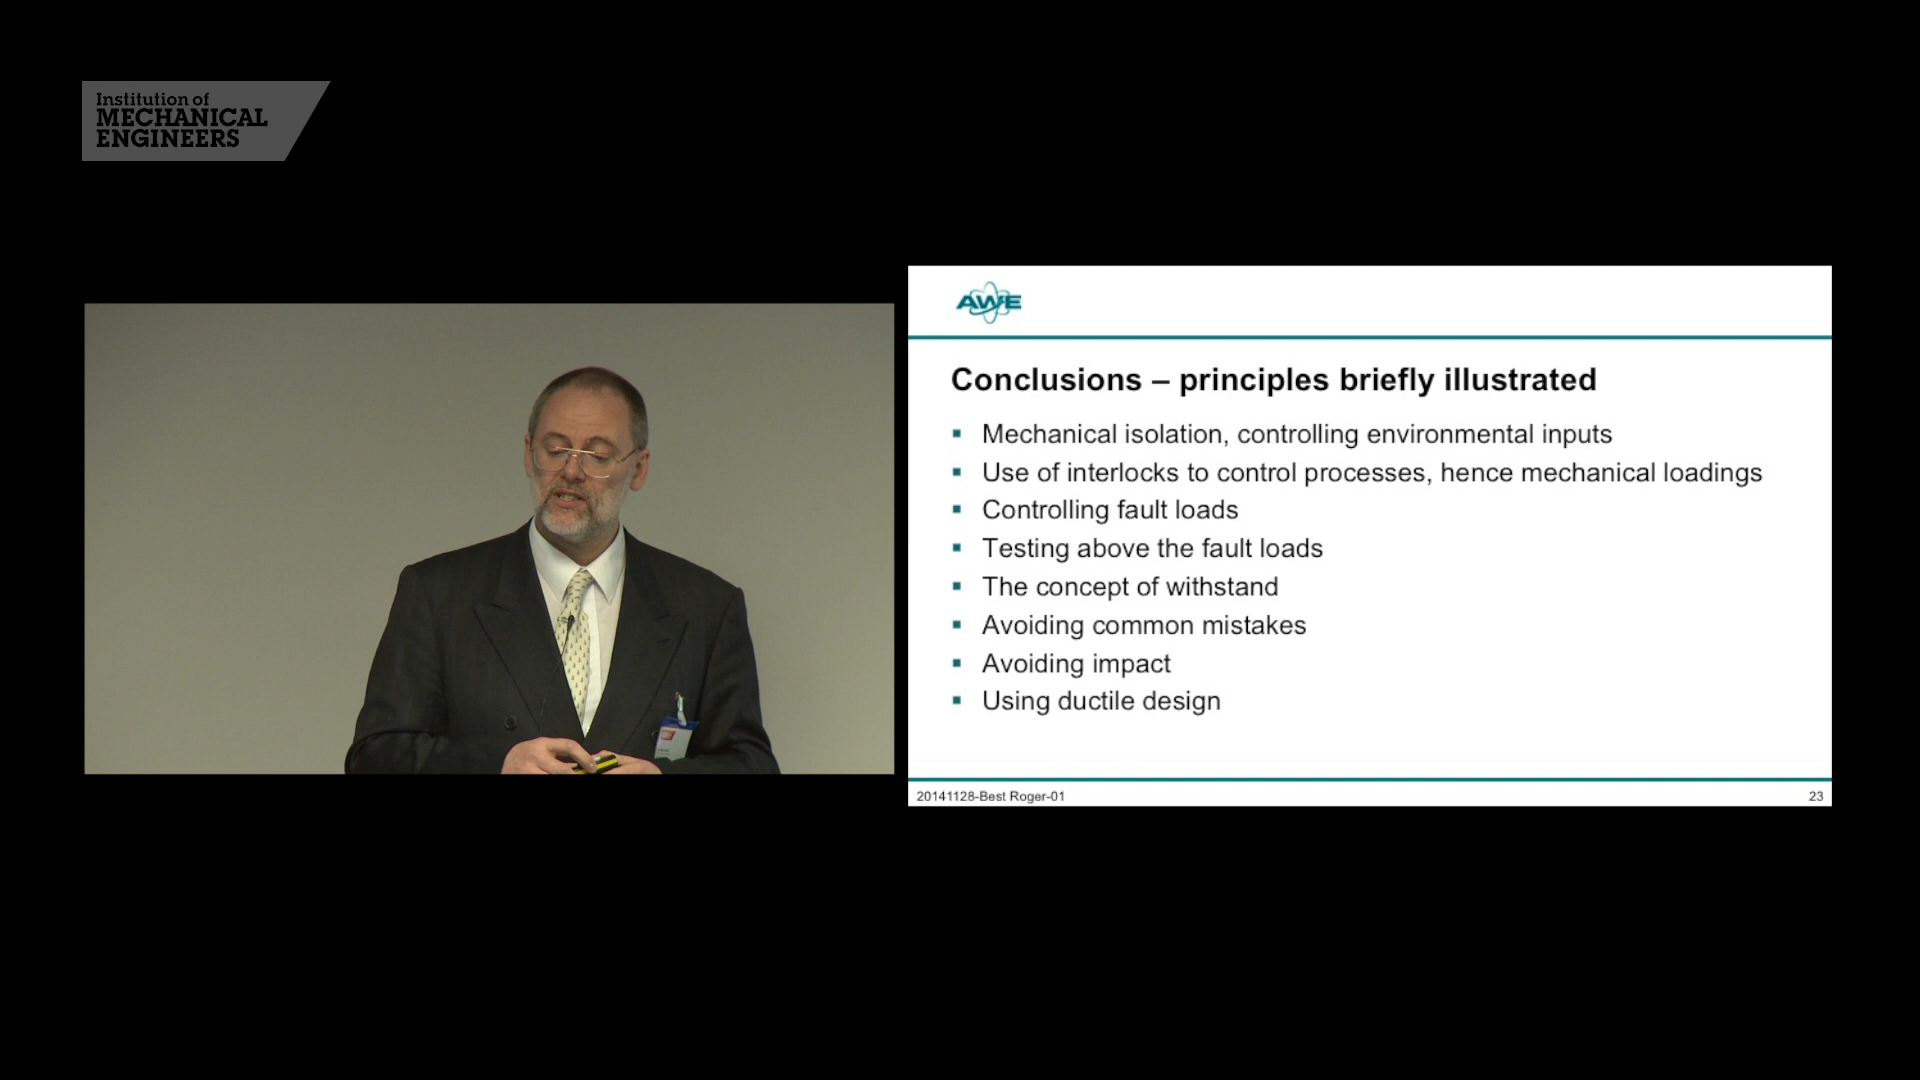 Institution of
MECHANICAL
ENGINEERS
AWE
Conclusions – principles briefly illustrated
▪ Mechanical isolation, controlling environmental inputs
▪ Use of interlocks to control processes, hence mechanical loadings
▪ Controlling fault loads
▪ Testing above the fault loads
▪ The concept of withstand
▪ Avoiding common mistakes
▪ Avoiding impact
▪ Using ductile design
20141128-Best Roger-01
23